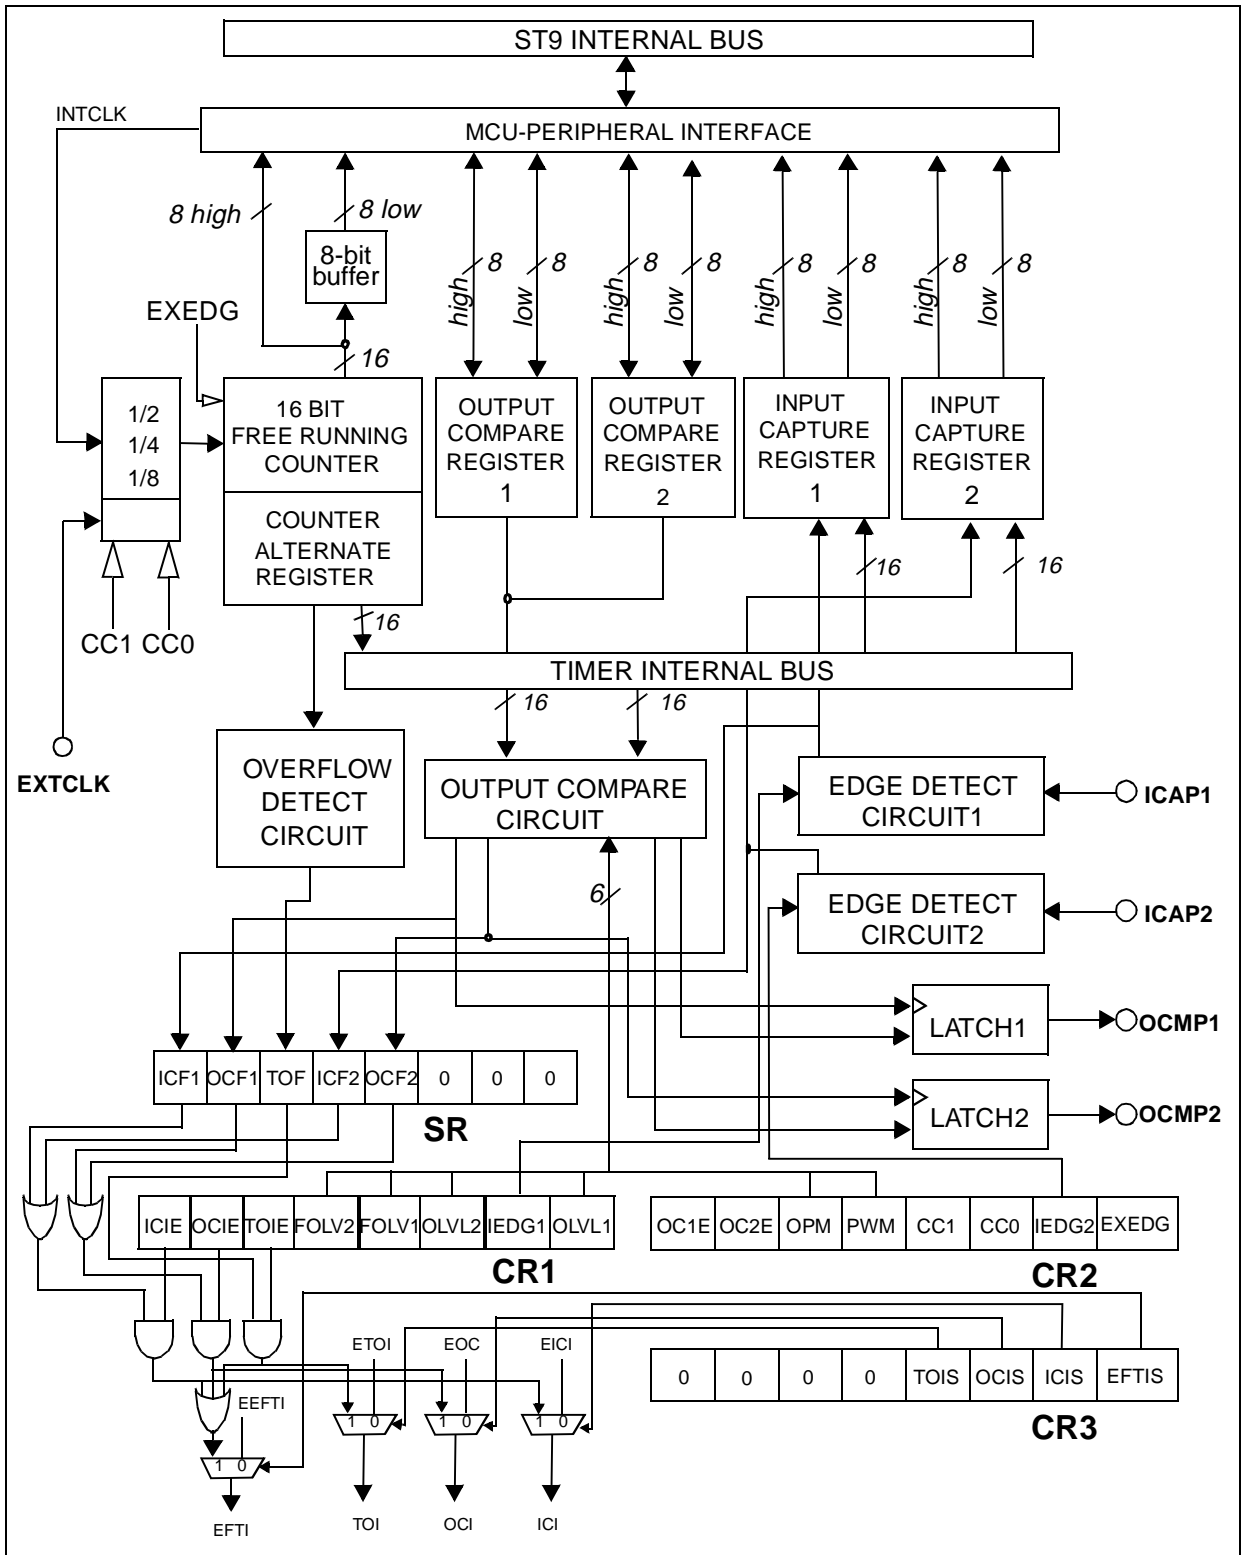 ST9 INTERNAL BUS
INTCLK
MCU-PERIPHERAL INTERFACE
8 high
8 low
8-bit
buffer
high
8
low
8
high
8
low
8
high
8
low
8
high
8
low
8
EXEDG
16
1/2
1/4
1/8
16 BIT
FREE RUNNING
COUNTER
COUNTER
ALTERNATE
REGISTER
OUTPUT
COMPARE
REGISTER
1
OUTPUT
COMPARE
REGISTER
2
INPUT
CAPTURE
REGISTER
1
INPUT
CAPTURE
REGISTER
2
16
16
CC1 CC0
16
TIMER INTERNAL BUS
16
16
EXTCLK
OVERFLOW
DETECT
CIRCUIT
OUTPUT COMPARE
CIRCUIT
EDGE DETECT
CIRCUIT1
ICAP1
6
EDGE DETECT
CIRCUIT2
ICAP2
LATCH1
OCMP1
LATCH2
OCMP2
ICF1 OCF1 TOF ICF2 OCF2 0 0 0
SR
ICIE OCIE TOIE FOLV2 FOLV1 OLVL2 IEDG1 OLVL1
CR1
OC1E OC2E OPM PWM CC1 CC0 IEDG2 EXEDG
CR2
ETOI
EOC
EICI
0 0 0 0 TOIS OCIS ICIS EFTIS
CR3
EEFTI
1 0
1 0
1 0
1 0
EFTI
TOI
OCI
ICI